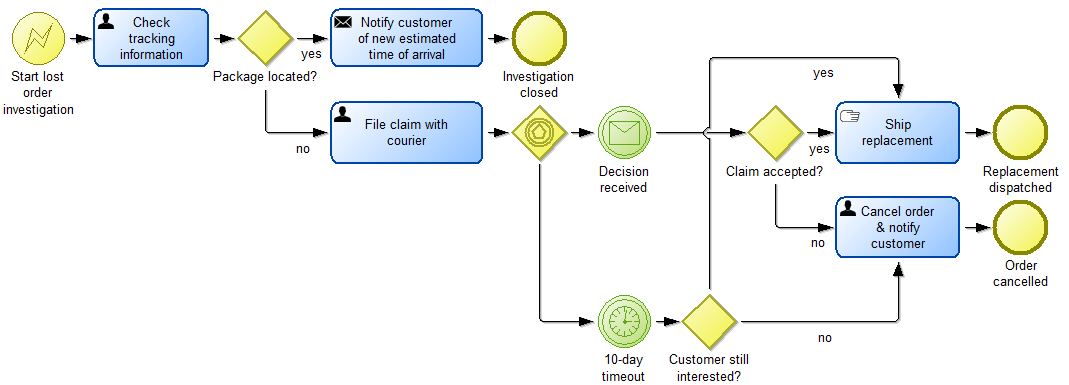 Start lost
order
investigation
Check
tracking
information
Package located?
yes
Notify customer
of new estimated
time of arrival
Investigation
closed
no
File claim with
courier
Decision
received
Claim accepted?
yes
yes
Ship
replacement
Replacement
dispatched
no
Cancel order
& notify
customer
Order
cancelled
10-day
timeout
Customer still
interested?
no